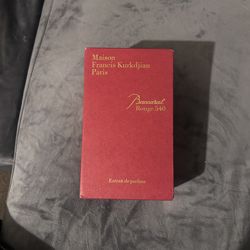 Maison
Francis Kurkdjian
Paris
Baccarat
Rouge 540
Extrait de parfum